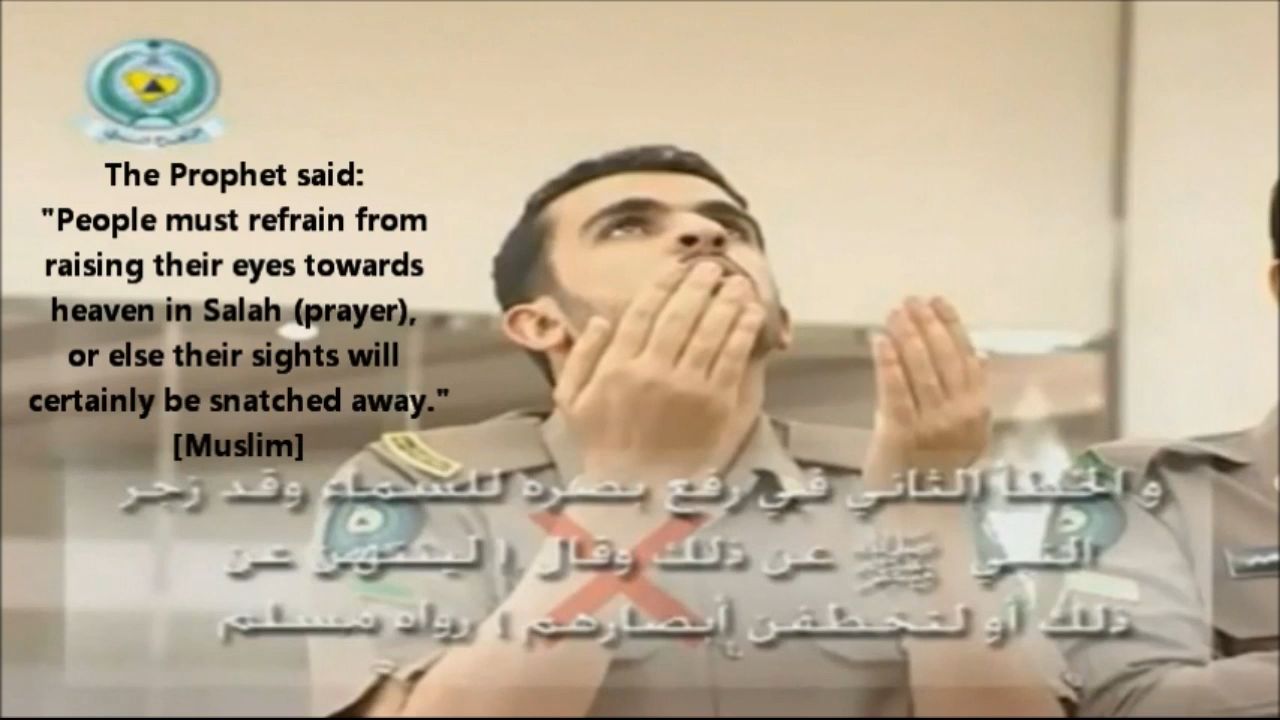 The Prophet said:
"People must refrain from
raising their eyes towards
heaven in Salah (prayer),
or else their sights will
certainly be snatched away."
[Muslim]
و الخطأ الثاني في رفع بصره للسماء وقد زجر
النبي ﷺ عن ذلك وقال ( لينتهن عن
ذلك أو لتخطفن أبصارهم ) رواه مسلم